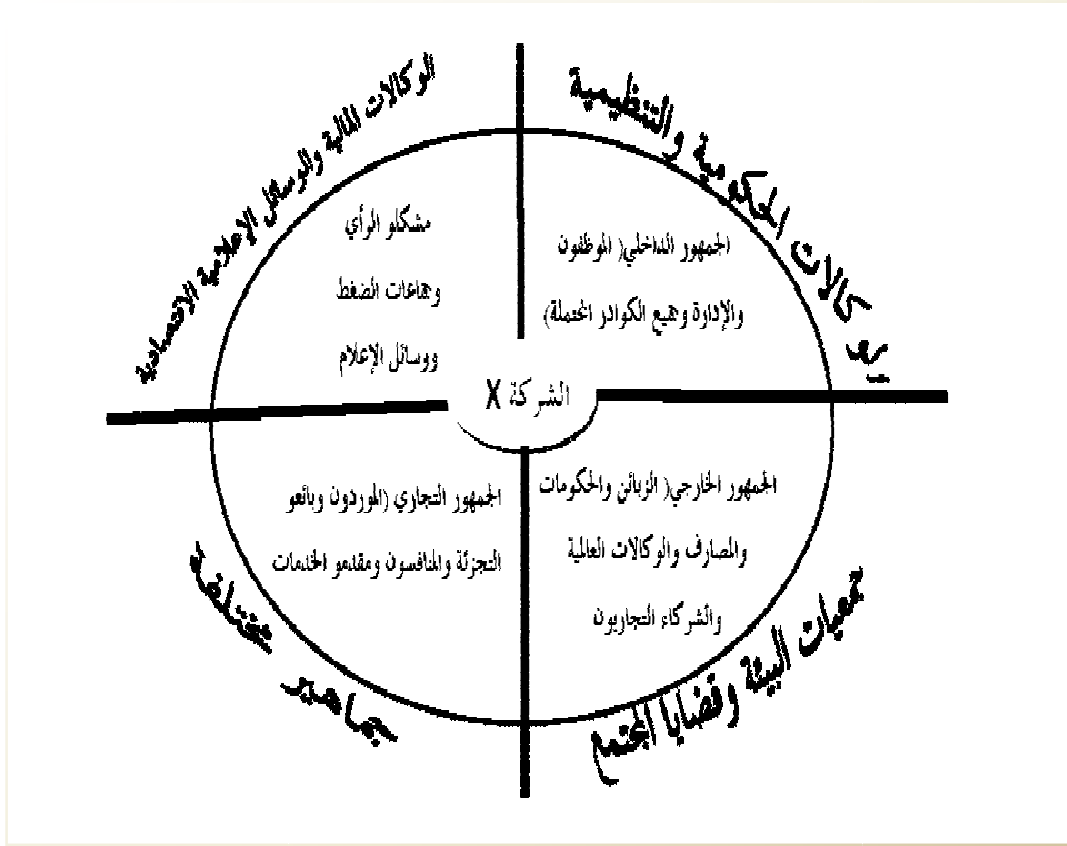 الوكالات المالية والوسائل الإعلامية الاقتصادية
الوكالات الحكومية والتنظيمية
الجمهور الداخلي( الموظفون
والإدارة وجميع الكوادر المحتملة)
مشكلو الرأي
وجماعات الضغط
ووسائل الإعلام
الشركة X
الجمهور الخارجي( الزبائن والحكومات
والمصارف والوكالات العالمية
والشركاء التجاريون
الجمهور التجاري (الموردون وبائعو
التجزئة والمنافسون ومقدمو الخدمات
جمعيات البيئة وقضايا المجتمع
جماهير مختلفة